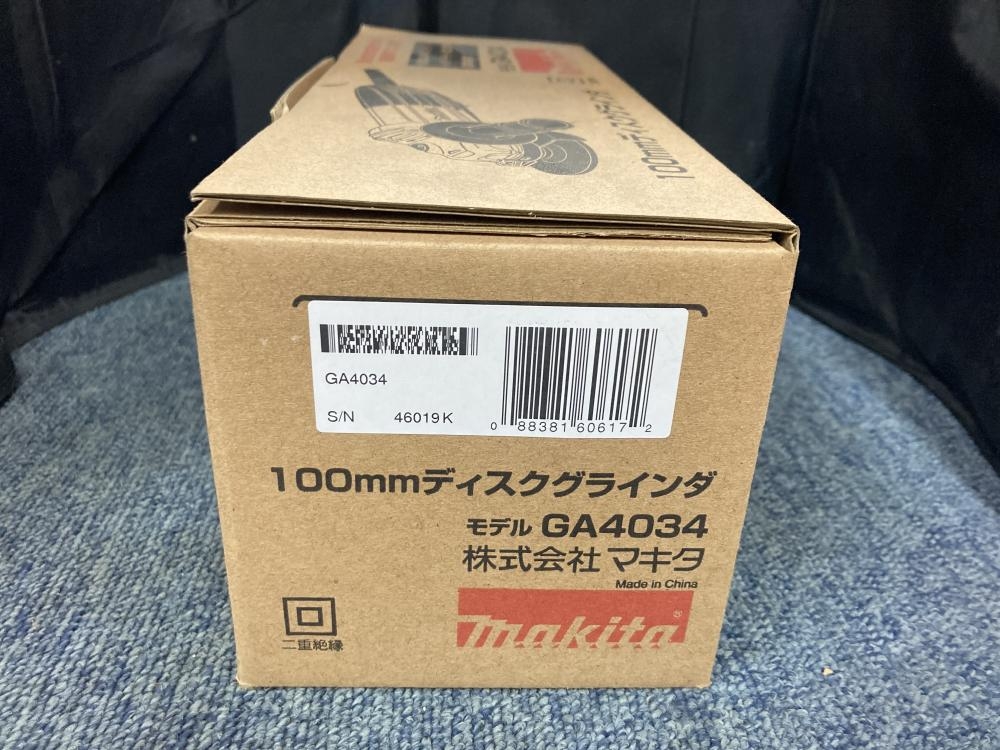 100mmディスクグラインダ
makita
GA4034
S/N 46019K
0 88381 60617 2
100mmディスクグラインダ
モデル GA4034
株式会社 マキタ
Made in China
makita®
二重絶縁